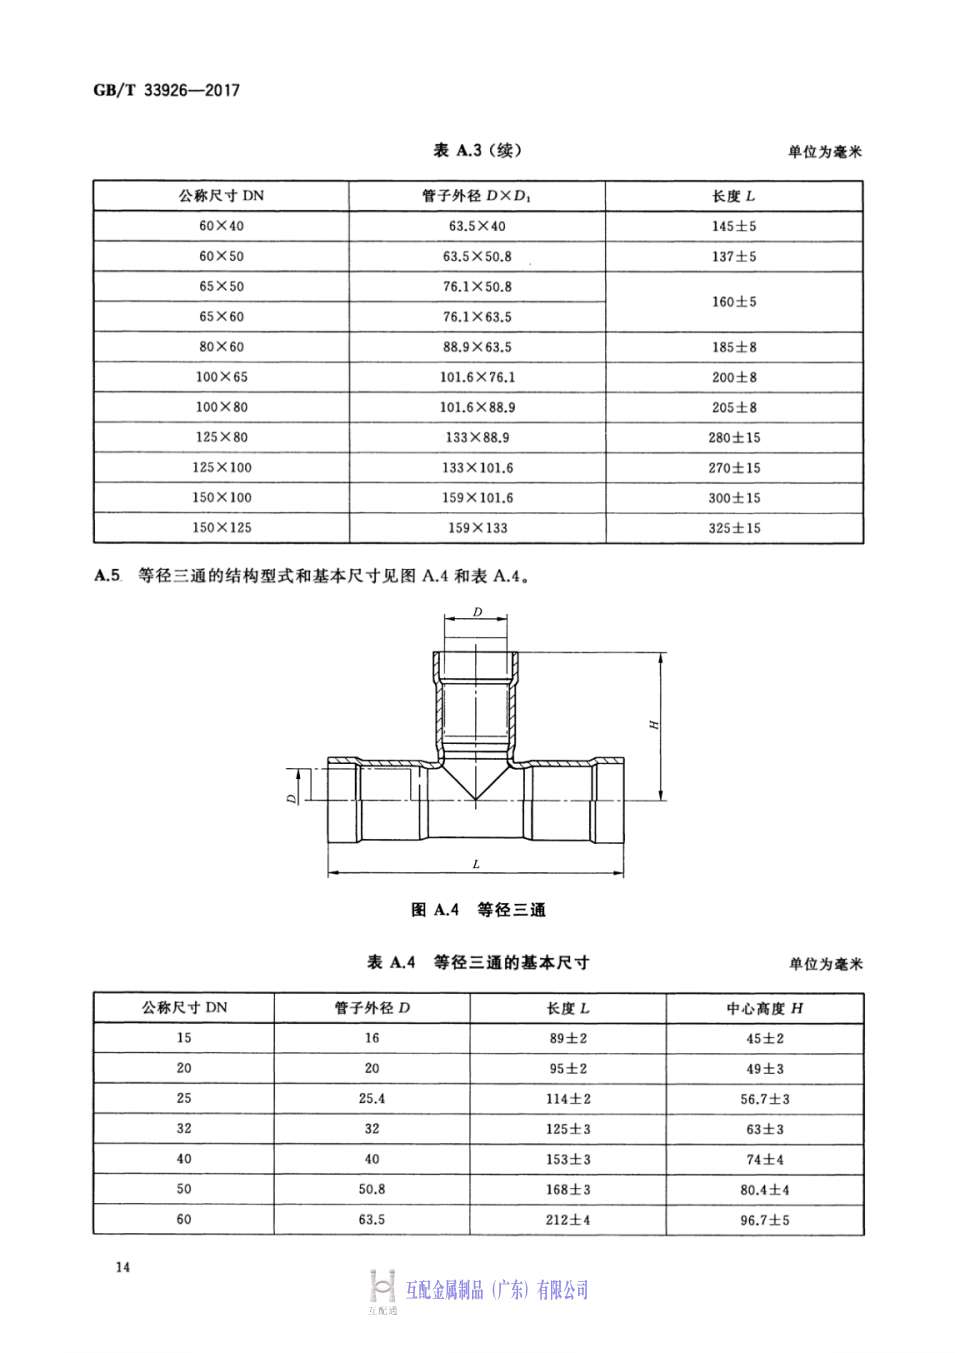 GB/T 33926—2017
表 A.3（续） 单位为毫米
公称尺寸 DN 管子外径 D×D₁ 长度 L
60×40 63.5×40 145±5
60×50 63.5×50.8 137±5
65×50 76.1×50.8 160±5
65×60 76.1×63.5
80×60 88.9×63.5 185±8
100×65 101.6×76.1 200±8
100×80 101.6×88.9 205±8
125×80 133×88.9 280±15
125×100 133×101.6 270±15
150×100 159×101.6 300±15
150×125 159×133 325±15
A.5 等径三通的结构型式和基本尺寸见图 A.4 和表 A.4。
D
H
D
L
图 A.4 等径三通
表 A.4 等径三通的基本尺寸 单位为毫米
公称尺寸 DN 管子外径 D 长度 L 中心高度 H
15 16 89±2 45±2
20 20 95±2 49±3
25 25.4 114±2 56.7±3
32 32 125±3 63±3
40 40 153±3 74±4
50 50.8 168±3 80.4±4
60 63.5 212±4 96.7±5
14
互配金属制品（广东）有限公司
互配通